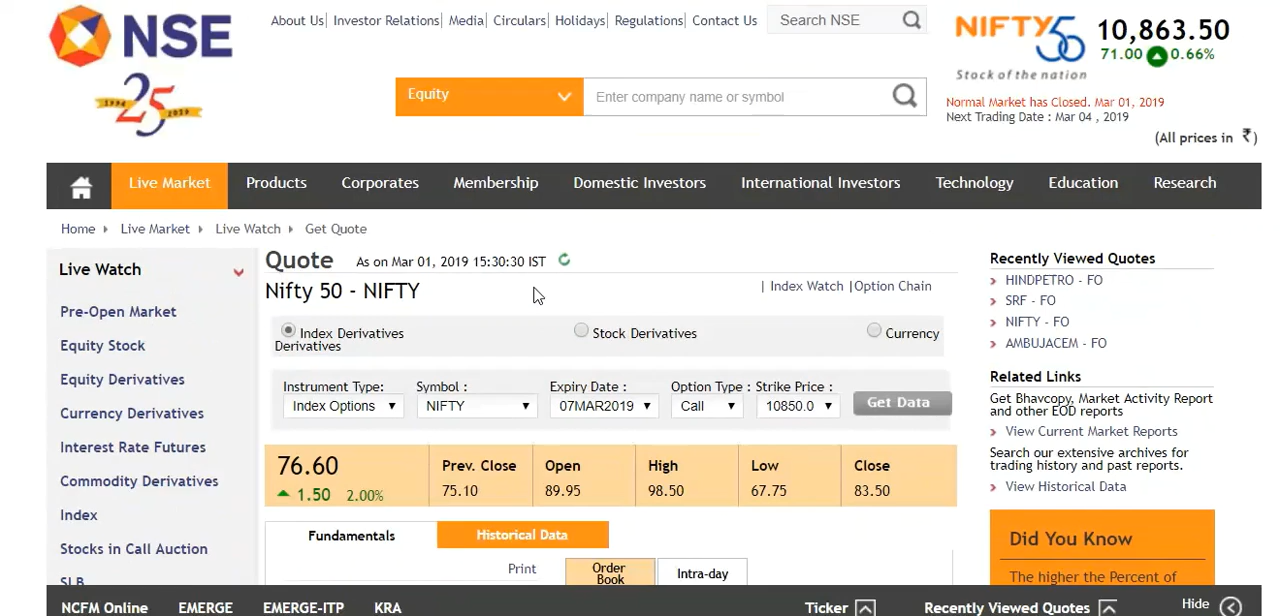 NSE
1994 25 2019
About Us| Investor Relations| Media| Circulars| Holidays| Regulations| Contact Us
Search NSE
NIFTY 50
Stock of the nation
10,863.50
71.00 0.66%
Equity
Enter company name or symbol
Normal Market has Closed. Mar 01, 2019
Next Trading Date : Mar 04 , 2019
(All prices in ₹)
Live Market Products Corporates Membership Domestic Investors International Investors Technology Education Research
Home Live Market Live Watch Get Quote
Live Watch
Pre-Open Market
Equity Stock
Equity Derivatives
Currency Derivatives
Interest Rate Futures
Commodity Derivatives
Index
Stocks in Call Auction
SLB
Quote As on Mar 01, 2019 15:30:30 IST
Nifty 50 - NIFTY
| Index Watch |Option Chain
Index Derivatives Stock Derivatives Currency
Derivatives
Instrument Type: Symbol : Expiry Date : Option Type : Strike Price :
Index Options NIFTY 07MAR2019 Call 10850.0 Get Data
76.60
1.50 2.00%
Prev. Close Open High Low Close
75.10 89.95 98.50 67.75 83.50
Fundamentals Historical Data
Print
Order
Book
Intra-day
Recently Viewed Quotes
HINDPETRO - FO
SRF - FO
NIFTY - FO
AMBUJACEM - FO
Related Links
Get Bhavcopy, Market Activity Report
and other EOD reports
View Current Market Reports
Search our extensive archives for
trading history and past reports.
View Historical Data
Did You Know
The higher the Percent of
NCFM Online EMERGE EMERGE-ITP KRA Ticker Recently Viewed Quotes Hide